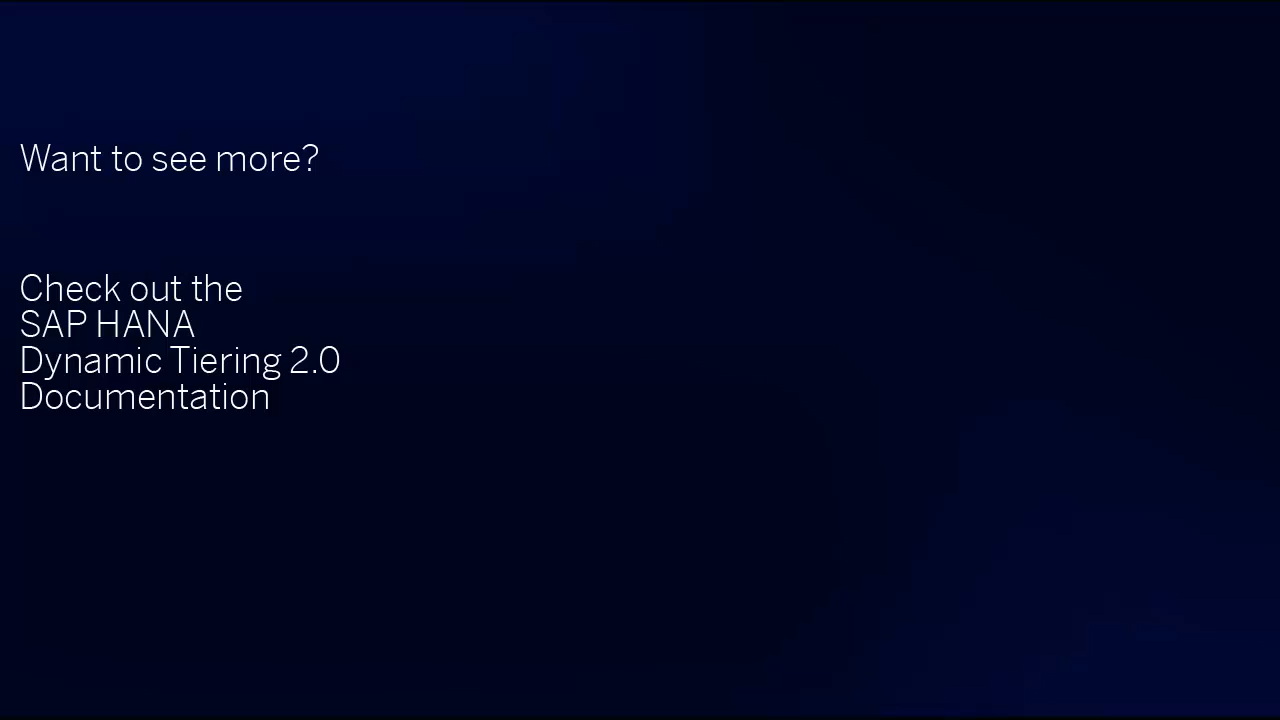 Want to see more?
Check out the
SAP HANA
Dynamic Tiering 2.0
Documentation